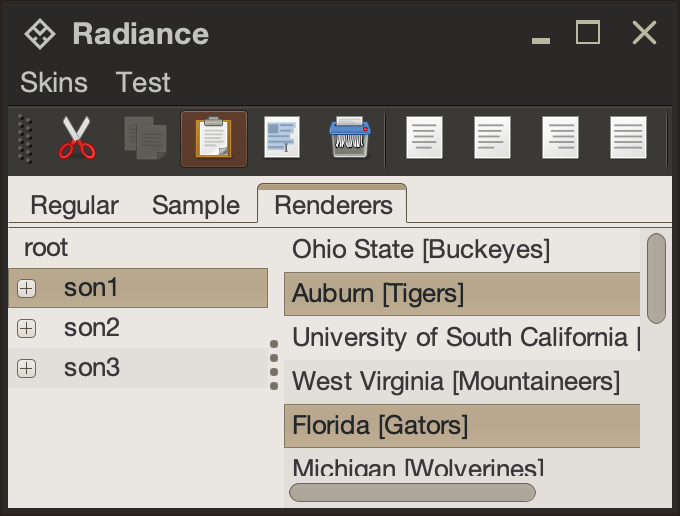 Radiance
Skins Test
Regular Sample Renderers
root
son1
son2
son3
Ohio State [Buckeyes]
Auburn [Tigers]
University of South California [
West Virginia [Mountaineers]
Florida [Gators]
Michigan [Wolverines]